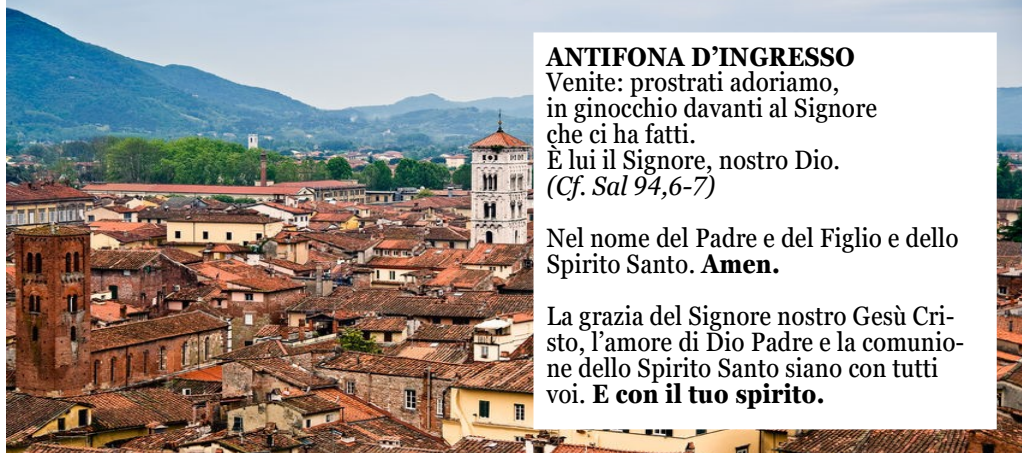 ANTIFONA D’INGRESSO
Venite: prostrati adoriamo,
in ginocchio davanti al Signore
che ci ha fatti.
È lui il Signore, nostro Dio.
(Cf. Sal 94,6-7)
Nel nome del Padre e del Figlio e dello
Spirito Santo. Amen.
La grazia del Signore nostro Gesù Cri-
sto, l’amore di Dio Padre e la comunio-
ne dello Spirito Santo siano con tutti
voi. E con il tuo spirito.